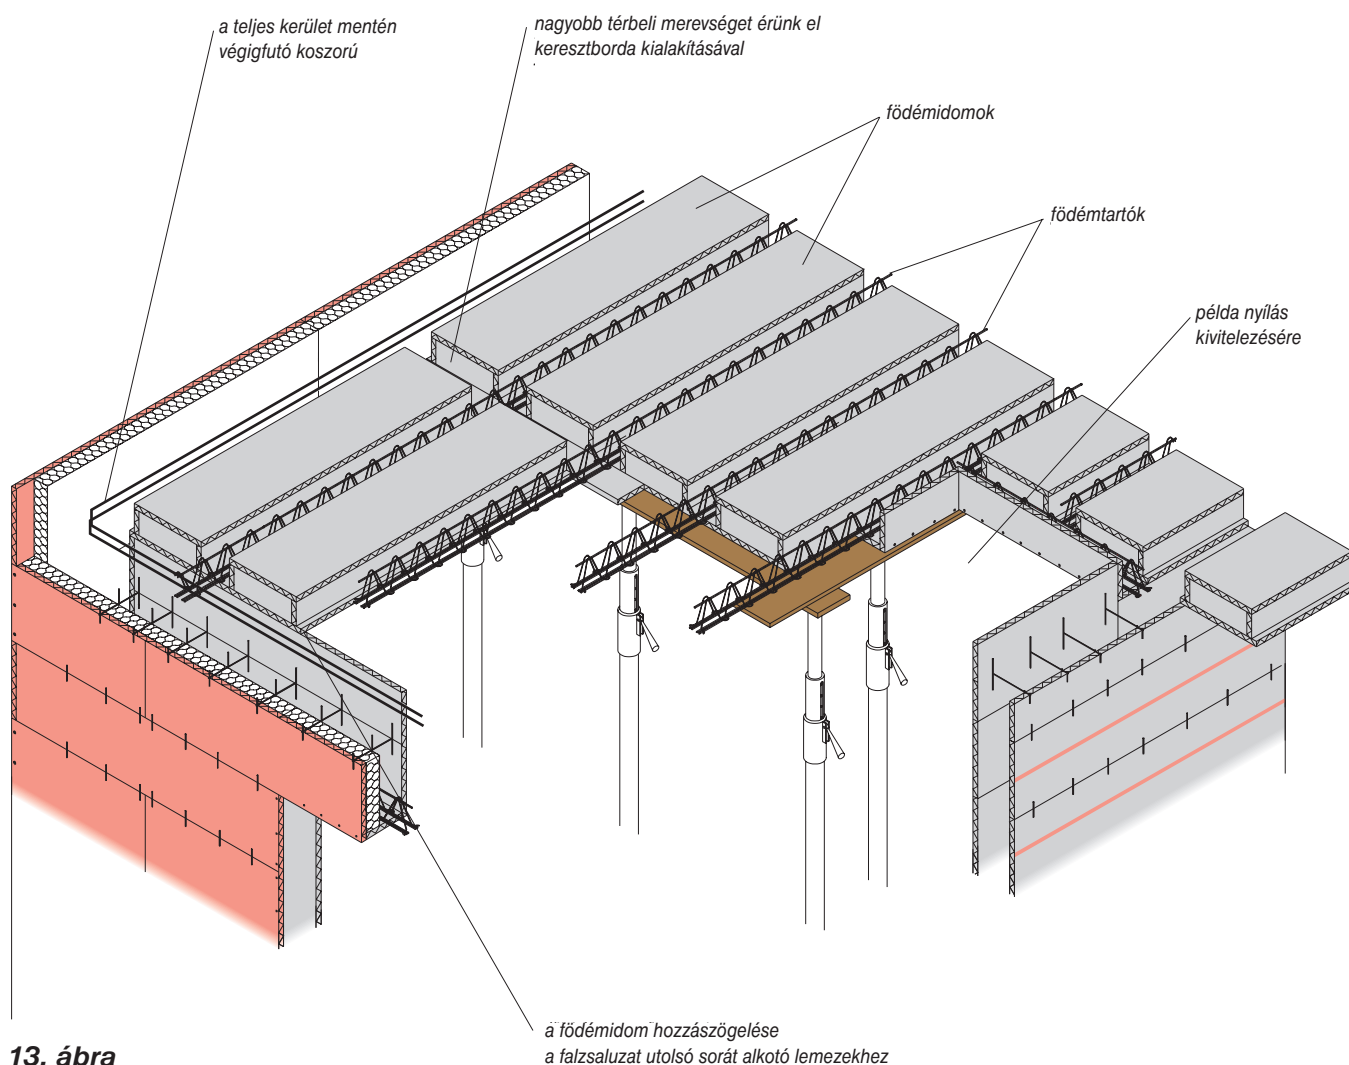 a teljes kerület mentén
végigfutó koszorú
nagyobb térbeli merevséget érünk el
keresztborda kialakításával
födémidomok
födémtartók
példa nyílás
kivitelezésére
a födémidom hozzászögelése
a falzsaluzat utolsó sorát alkotó lemezekhez
13. ábra